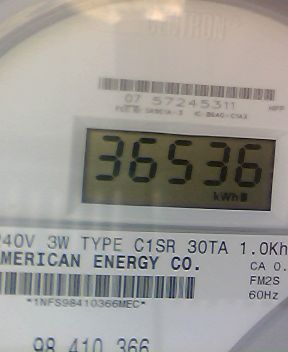 CENTRON
07 57245311
36536
kWh
240V 3W TYPE C1SR 30TA 1.0Kh
AMERICAN ENERGY CO.
CA 0.
FM2S
60Hz
*1NFS98410366MEC*
98 410 366